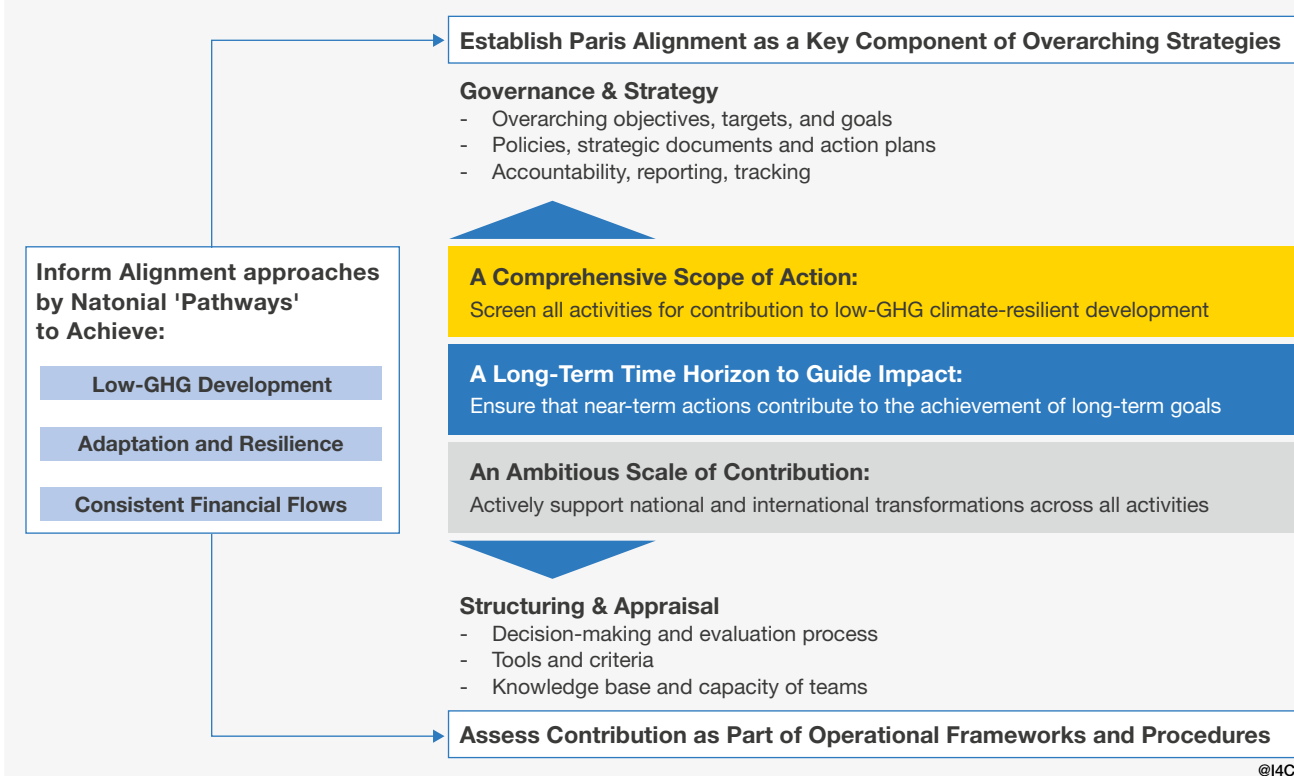 Establish Paris Alignment as a Key Component of Overarching Strategies
Governance & Strategy
- Overarching objectives, targets, and goals
- Policies, strategic documents and action plans
- Accountability, reporting, tracking
Inform Alignment approaches
by Natonial 'Pathways'
to Achieve:
Low-GHG Development
Adaptation and Resilience
Consistent Financial Flows
A Comprehensive Scope of Action:
Screen all activities for contribution to low-GHG climate-resilient development
A Long-Term Time Horizon to Guide Impact:
Ensure that near-term actions contribute to the achievement of long-term goals
An Ambitious Scale of Contribution:
Actively support national and international transformations across all activities
Structuring & Appraisal
- Decision-making and evaluation process
- Tools and criteria
- Knowledge base and capacity of teams
Assess Contribution as Part of Operational Frameworks and Procedures
@I4C